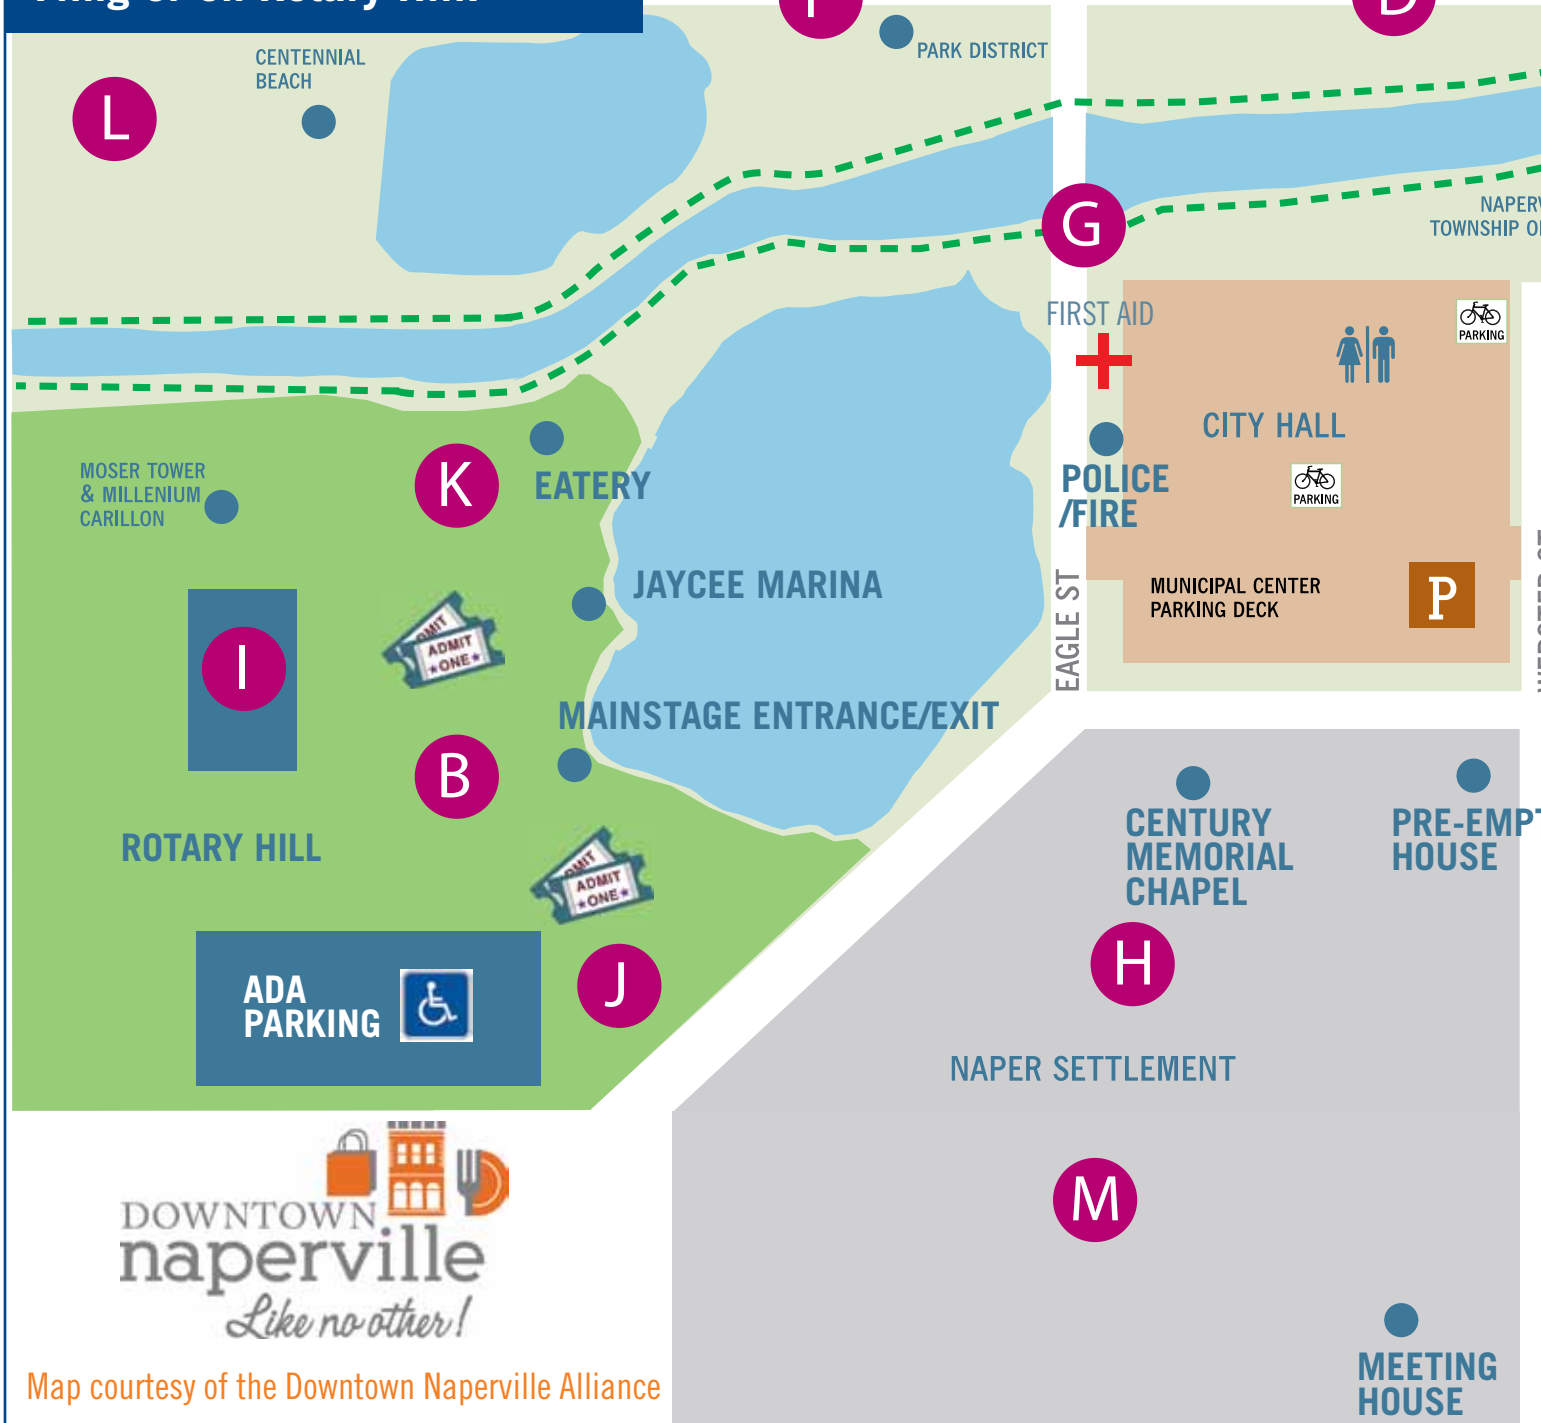 L
CENTENNIAL
BEACH
PARK DISTRICT
G
TOWNSHIP
FIRST AID
PARKING
CITY HALL
PARKING
POLICE
/FIRE
MOSER TOWER
& MILLENIUM
CARILLON
K
EATERY
JAYCEE MARINA
EAGLE ST
MUNICIPAL CENTER
PARKING DECK
P
ADMIT
★ONE★
I
MAINSTAGE ENTRANCE/EXIT
B
ROTARY HILL
ADMIT
★ONE★
CENTURY
MEMORIAL
CHAPEL
HOUSE
J
H
ADA
PARKING
NAPER SETTLEMENT
M
DOWNTOWN
naperville
Like no other!
MEETING
HOUSE
Map courtesy of the Downtown Naperville Alliance